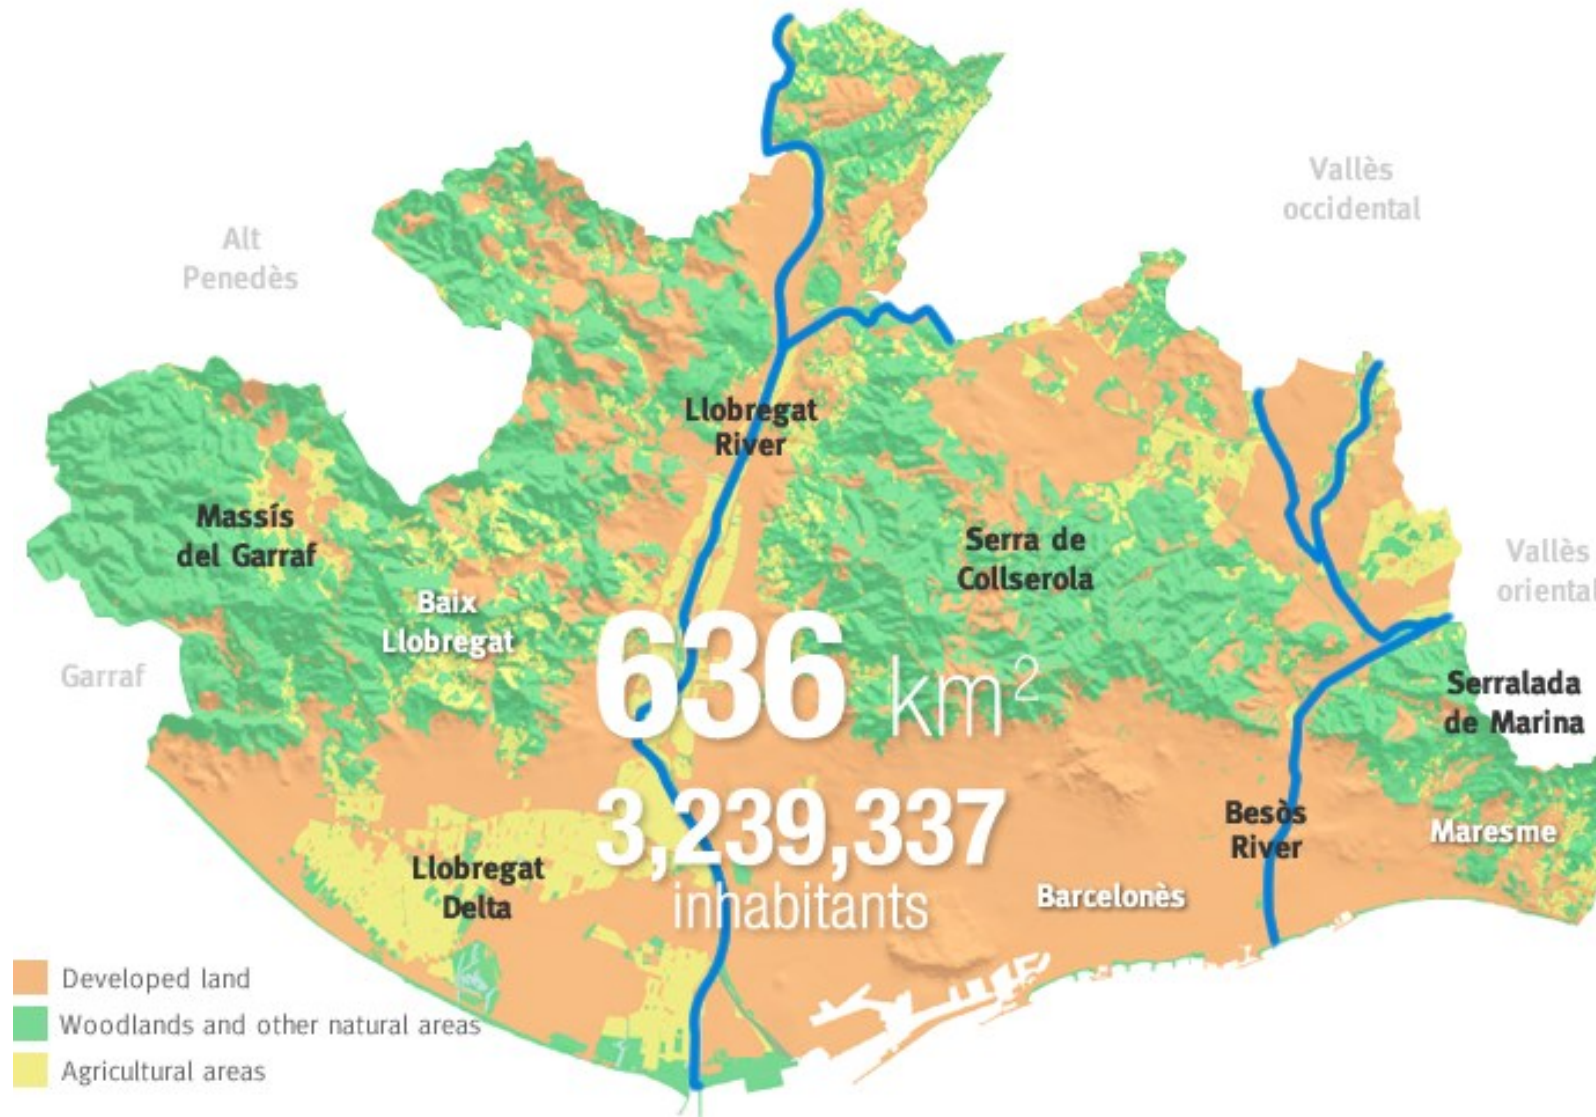 Vallès
occidental
Alt
Penedès
Llobregat
River
Massís
del Garraf
Serra de
Collserola
Vallès
oriental
Baix
Llobregat
Garraf
636 km²
Serralada
de Marina
3,239,337
inhabitants
Besòs
River
Maresme
Llobregat
Delta
Barcelonès
Developed land
Woodlands and other natural areas
Agricultural areas